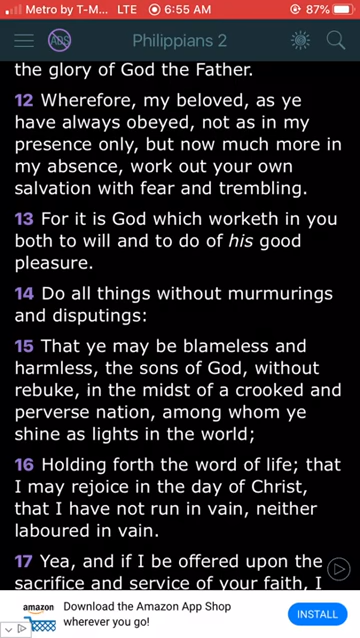 Metro by T-M... LTE 6:55 AM 87%
ADS Philippians 2
the glory of God the Father.
12 Wherefore, my beloved, as ye
have always obeyed, not as in my
presence only, but now much more in
my absence, work out your own
salvation with fear and trembling.
13 For it is God which worketh in you
both to will and to do of his good
pleasure.
14 Do all things without murmurings
and disputings:
15 That ye may be blameless and
harmless, the sons of God, without
rebuke, in the midst of a crooked and
perverse nation, among whom ye
shine as lights in the world;
16 Holding forth the word of life; that
I may rejoice in the day of Christ,
that I have not run in vain, neither
laboured in vain.
17 Yea, and if I be offered upon the
sacrifice and service of your faith, I
amazon
Download the Amazon App Shop
wherever you go!
INSTALL